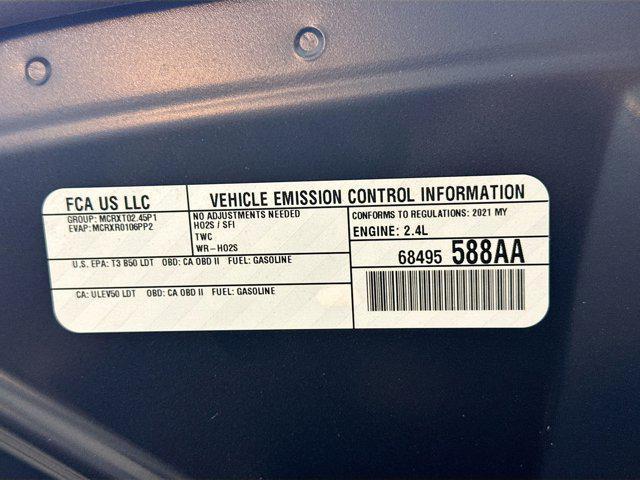 FCA US LLC
VEHICLE EMISSION CONTROL INFORMATION
GROUP: MCRXT02.45P1
EVAP: MCRXR0106PP2
NO ADJUSTMENTS NEEDED
HO2S / SFI
TWC
WR-HO2S
CONFORMS TO REGULATIONS: 2021 MY
ENGINE: 2.4L
U.S. EPA: T3 B50 LDT OBD: CA OBD II FUEL: GASOLINE
68495 588AA
CA: ULEV50 LDT OBD: CA OBD II FUEL: GASOLINE